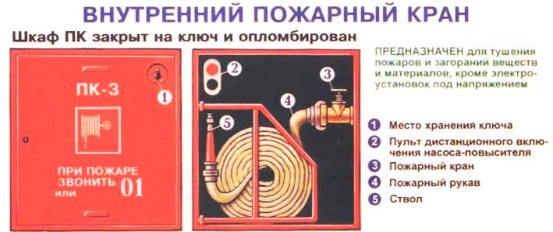 ВНУТРЕННИЙ ПОЖАРНЫЙ КРАН
Шкаф ПК закрыт на ключ и опломбирован
ПК-3
1
ПРИ ПОЖАРЕ
ЗВОНИТЬ 01
или
2
3
4
5
ПРЕДНАЗНАЧЕН для тушения
пожаров и загораний веществ
и материалов, кроме электро-
установок под напряжением
1 Место хранения ключа
2 Пульт дистанционного вклю-
чения насоса-повысителя
3 Пожарный кран
4 Пожарный рукав
5 Ствол